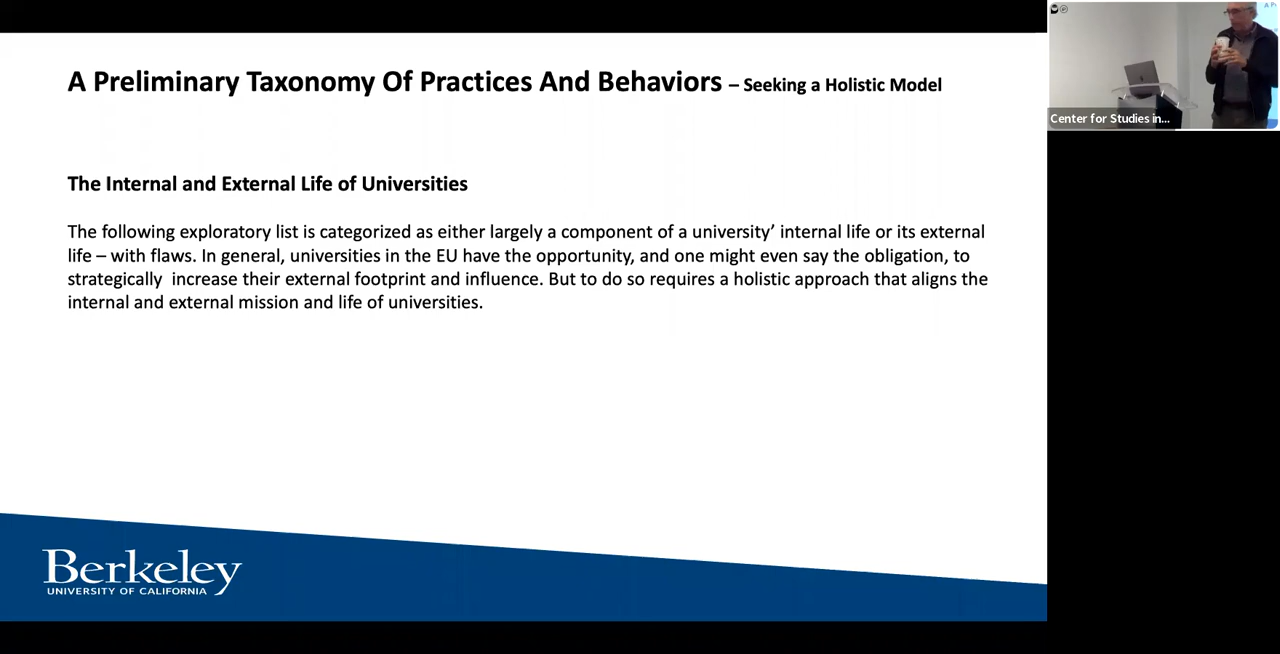 A Preliminary Taxonomy Of Practices And Behaviors – Seeking a Holistic Model
The Internal and External Life of Universities
The following exploratory list is categorized as either largely a component of a university’ internal life or its external
life – with flaws. In general, universities in the EU have the opportunity, and one might even say the obligation, to
strategically  increase their external footprint and influence. But to do so requires a holistic approach that aligns the
internal and external mission and life of universities.
Berkeley
UNIVERSITY OF CALIFORNIA
Center for Studies in...